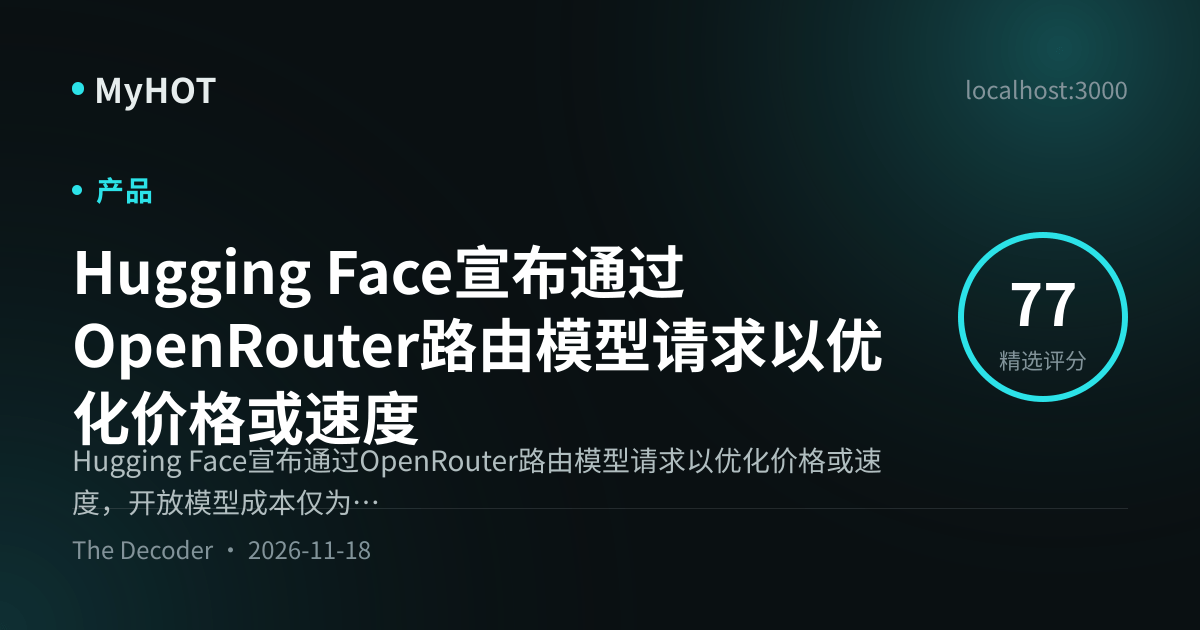 MyHOT
localhost:3000
产品
Hugging Face宣布通过
OpenRouter路由模型请求以优
化价格或速度
77
精选评分
Hugging Face宣布通过OpenRouter路由模型请求以优化价格或速
度，开放模型成本仅为…
The Decoder • 2026-11-18